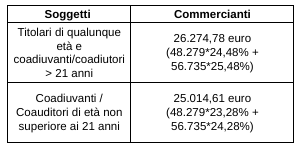 Soggetti
Commercianti
Titolari di qualunque
età e
coadiuvanti/coadiutori
> 21 anni
26.274,78 euro
(48.279*24,48% +
56.735*25,48%)
Coadiuvanti /
Coauditori di età non
superiore ai 21 anni
25.014,61 euro
(48.279*23,28% +
56.735*24,28%)